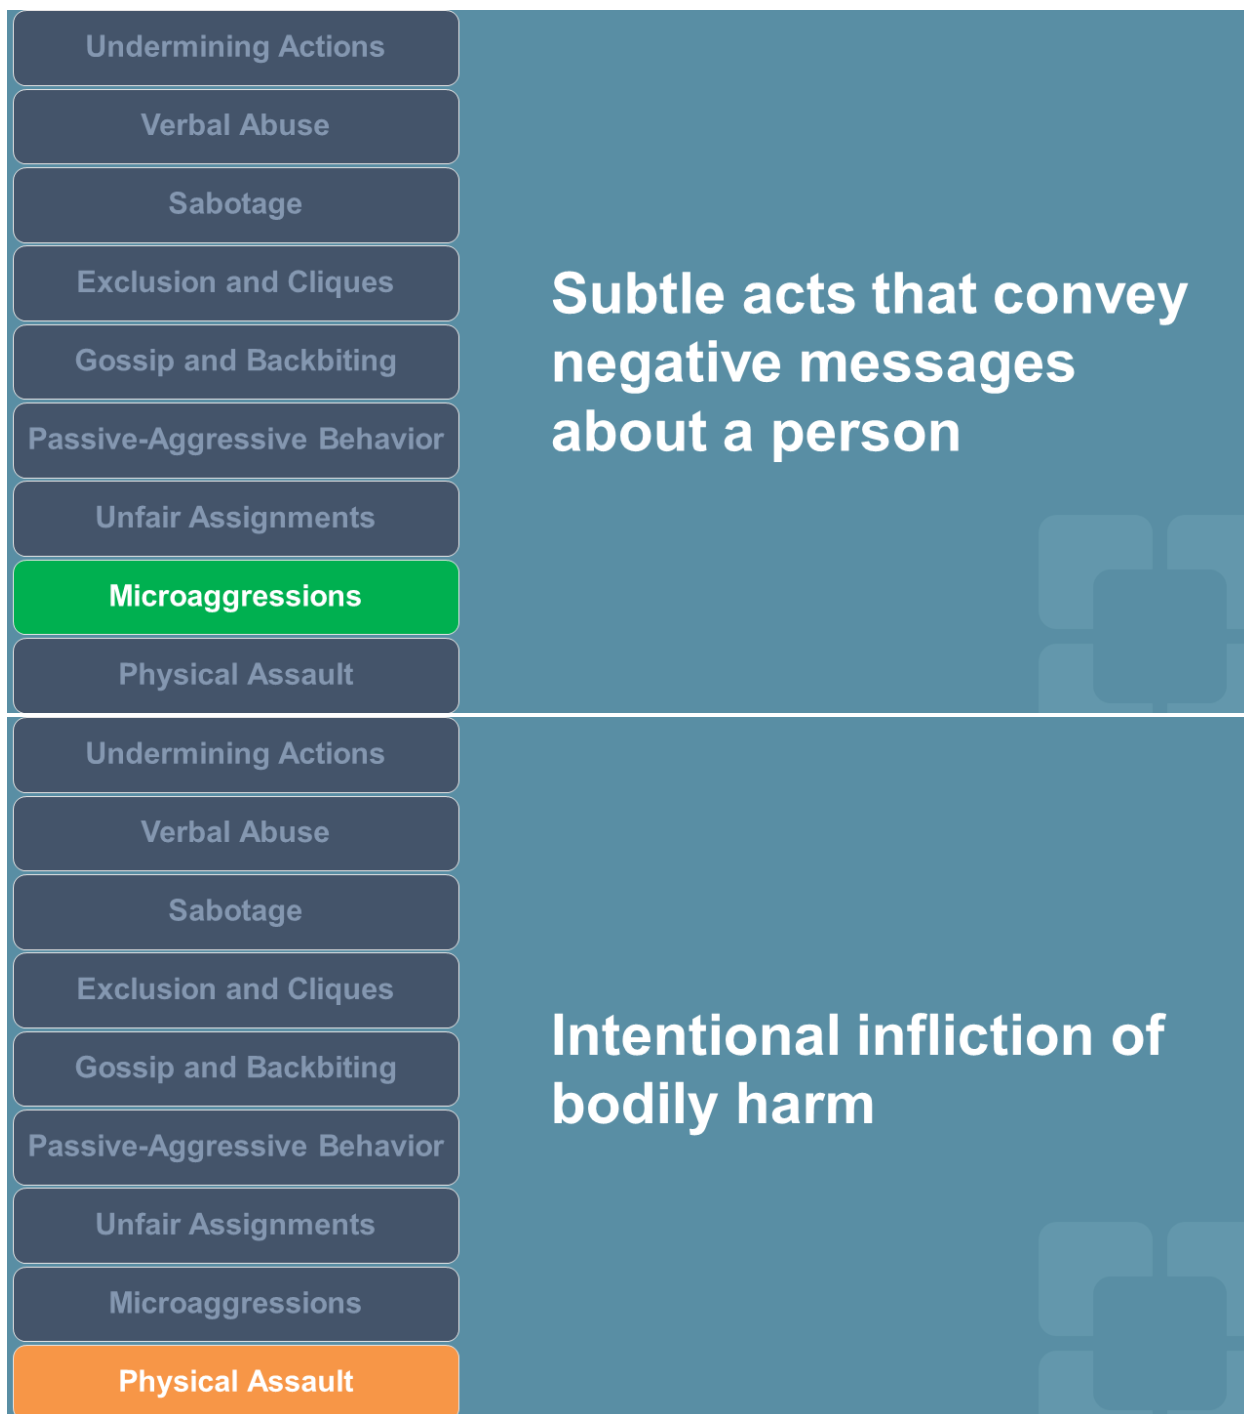 Undermining Actions
Verbal Abuse
Sabotage
Exclusion and Cliques
Gossip and Backbiting
Passive-Aggressive Behavior
Unfair Assignments
Microaggressions
Physical Assault
Subtle acts that convey
negative messages
about a person
Undermining Actions
Verbal Abuse
Sabotage
Exclusion and Cliques
Gossip and Backbiting
Passive-Aggressive Behavior
Unfair Assignments
Microaggressions
Physical Assault
Intentional infliction of
bodily harm